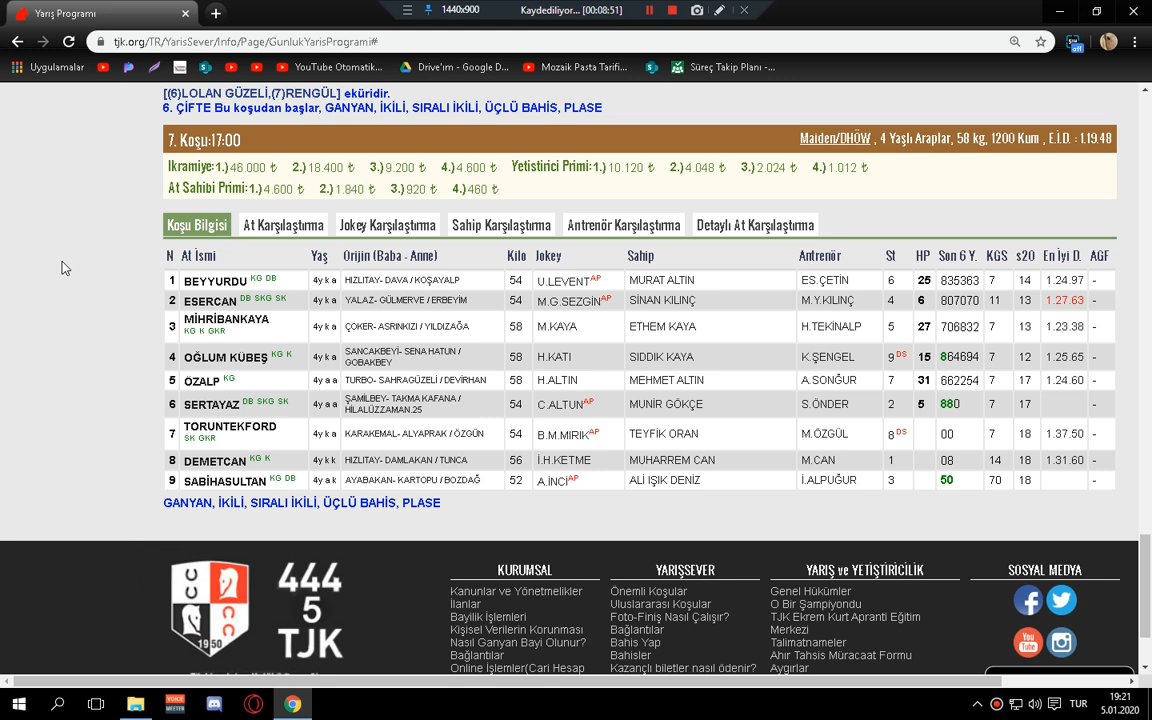 Yarış Programı
1440x900
Kaydediliyor... [00:08:51]
tjk.org/TR/YarisSever/Info/Page/GunlukYarisProgrami#
off
Uygulamalar
YouTube Otomatik...
Drive'ım - Google D...
Mozaik Pasta Tarifi...
Süreç Takip Planı -...
[(6)LOLAN GÜZELİ,(7)RENGÜL] eküridir.
6. ÇİFTE Bu koşudan başlar, GANYAN, İKİLİ, SIRALI İKİLİ, ÜÇLÜ BAHİS, PLASE
7. Koşu:17:00 Maiden/DHÖW , 4 Yaşlı Araplar, 58 kg, 1200 Kum , E.İ.D. : 1.19.48
Ikramiye:1.)46.000 ₺ 2.)18.400 ₺ 3.)9.200 ₺ 4.)4.600 ₺ Yetistirici Primi:1.)10.120 ₺ 2.)4.048 ₺ 3.)2.024 ₺ 4.)1.012 ₺
At Sahibi Primi:1.)4.600 ₺ 2.)1.840 ₺ 3.)920 ₺ 4.)460 ₺
Koşu Bilgisi At Karşılaştırma Jokey Karşılaştırma Sahip Karşılaştırma Antrenör Karşılaştırma Detaylı At Karşılaştırma
N At İsmi Yaş Orijin (Baba - Anne) Kilo Jokey Sahip Antrenör St HP Son 6 Y. KGS s20 En İyi D. AGF
1 BEYYURDU KG DB 4y k a HIZLITAY- DAVA / KOŞAYALP 54 U.LEVENT AP MURAT ALTIN ES.ÇETİN 6 25 835363 7 14 1.24.97 -
2 ESERCAN DB SKG SK 4y k a YALAZ- GÜLMERVE / ERBEYİM 54 M.G.SEZGİN AP SİNAN KILINÇ M.Y.KILINÇ 4 6 807070 11 13 1.27.63 -
3 MİHRİBANKAYA KG K GKR 4y k a ÇOKER- ASRINKIZI / YILDIZAĞA 58 M.KAYA ETHEM KAYA H.TEKİNALP 5 27 706832 7 13 1.23.38 -
4 OĞLUM KÜBEŞ KG K 4y k a SANCAKBEYİ- SENA HATUN / GOBAKBEY 58 H.KATI SIDDIK KAYA K.ŞENGEL 9 DS 15 864694 7 12 1.25.65 -
5 ÖZALP KG 4y a a TURBO- SAHRAGÜZELİ / DEVİRHAN 58 H.ALTIN MEHMET ALTIN A.SONĞUR 7 31 662254 7 17 1.24.60 -
6 SERTAYAZ DB SKG SK 4y a a ŞAMİLBEY- TAKMA KAFANA / HİLALÜZZAMAN.25 54 C.ALTUN AP MUNİR GÖKÇE S.ÖNDER 2 5 880 7 17 -
7 TORUNTEKFORD SK GKR 4y k a KARAKEMAL- ALYAPRAK / ÖZGÜN 54 B.M.MIRIK AP TEYFİK ORAN M.ÖZGÜL 8 DS 00 7 18 1.37.50 -
8 DEMETCAN KG K 4y k k HIZLITAY- DAMLAKAN / TUNCA 56 İ.H.KETME MUHARREM CAN M.CAN 1 08 14 18 1.31.60 -
9 SABİHASULTAN KG DB 4y a k AYABAKAN- KARTOPU / BOZDAĞ 52 A.İNCİ AP ALİ IŞIK DENİZ İ.ALPUĞUR 3 50 70 18 -
GANYAN, İKİLİ, SIRALI İKİLİ, ÜÇLÜ BAHİS, PLASE
1950
444
5
TJK
KURUMSAL
Kanunlar ve Yönetmelikler
İlanlar
Bayilik İşlemleri
Kişisel Verilerin Korunması
Nasıl Ganyan Bayi Olunur?
Bağlantılar
Online İşlemler(Cari Hesap
YARIŞSEVER
Önemli Koşular
Uluslararası Koşular
Foto-Finiş Nasıl Çalışır?
Bağlantılar
Bahis Yap
Bahisler
Kazançlı biletler nasıl ödenir?
YARIŞ ve YETİŞTİRİCİLİK
Genel Hükümler
O Bir Şampiyondu
TJK Ekrem Kurt Apranti Eğitim
Merkezi
Talimatnameler
Ahır Tahsis Müracaat Formu
Aygırlar
SOSYAL MEDYA
You
Tube
VOICE
MEETER
TUR
19:21
5.01.2020